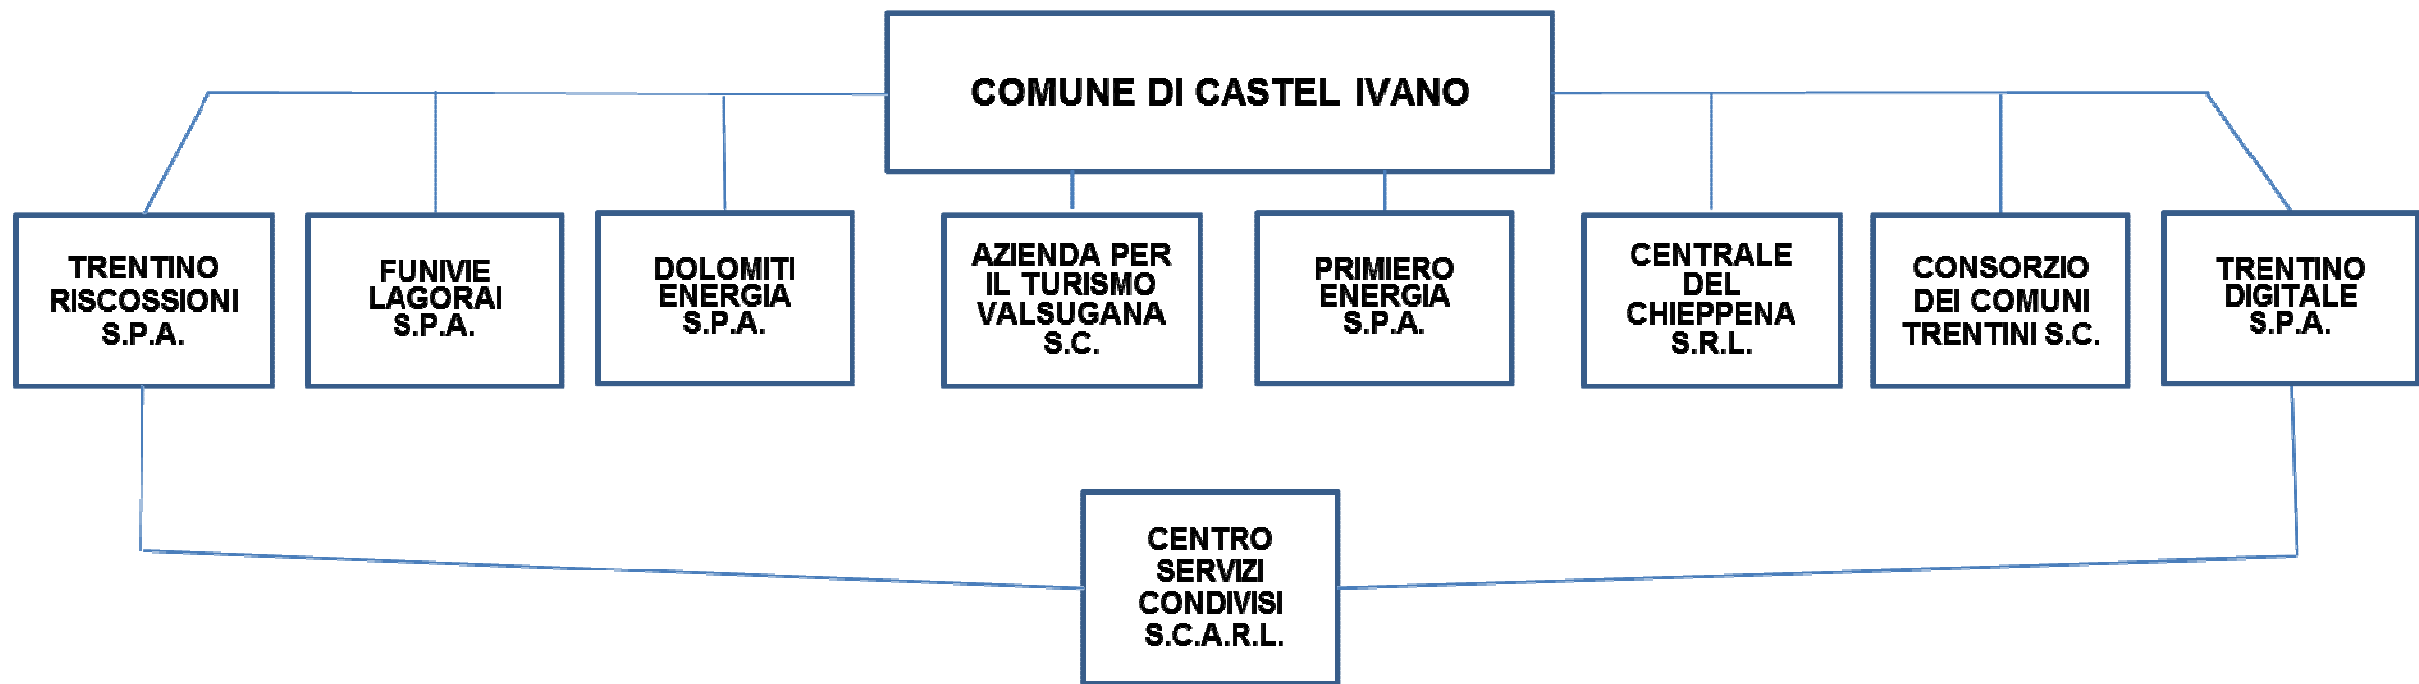 COMUNE DI CASTEL IVANO
TRENTINO
RISCOSSIONI
S.P.A.
FUNIVIE
LAGORAI
S.P.A.
DOLOMITI
ENERGIA
S.P.A.
AZIENDA PER
IL TURISMO
VALSUGANA
S.C.
PRIMIERO
ENERGIA
S.P.A.
CENTRALE
DEL
CHIEPPENA
S.R.L.
CONSORZIO
DEI COMUNI
TRENTINI S.C.
TRENTINO
DIGITALE
S.P.A.
CENTRO
SERVIZI
CONDIVISI
S.C.A.R.L.